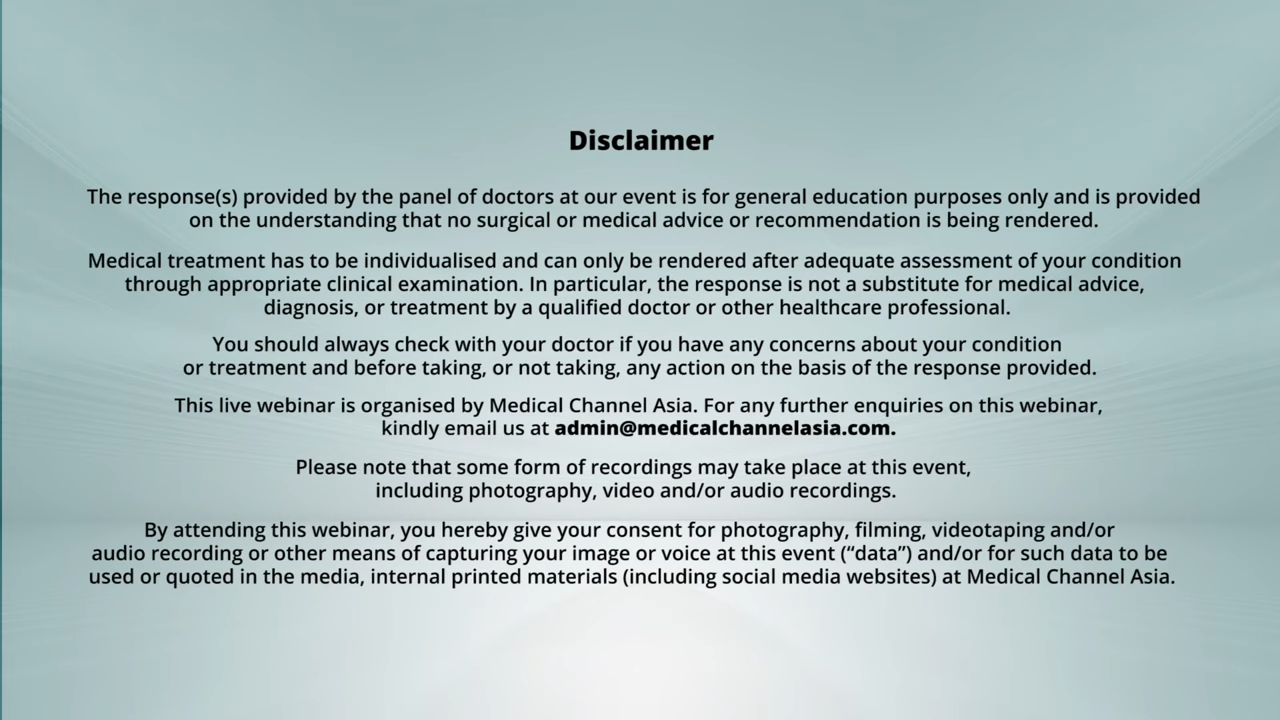 Disclaimer
The response(s) provided by the panel of doctors at our event is for general education purposes only and is provided
on the understanding that no surgical or medical advice or recommendation is being rendered.
Medical treatment has to be individualised and can only be rendered after adequate assessment of your condition
through appropriate clinical examination. In particular, the response is not a substitute for medical advice,
diagnosis, or treatment by a qualified doctor or other healthcare professional.
You should always check with your doctor if you have any concerns about your condition
or treatment and before taking, or not taking, any action on the basis of the response provided.
This live webinar is organised by Medical Channel Asia. For any further enquiries on this webinar,
kindly email us at admin@medicalchannelasia.com.
Please note that some form of recordings may take place at this event,
including photography, video and/or audio recordings.
By attending this webinar, you hereby give your consent for photography, filming, videotaping and/or
audio recording or other means of capturing your image or voice at this event (“data”) and/or for such data to be
used or quoted in the media, internal printed materials (including social media websites) at Medical Channel Asia.